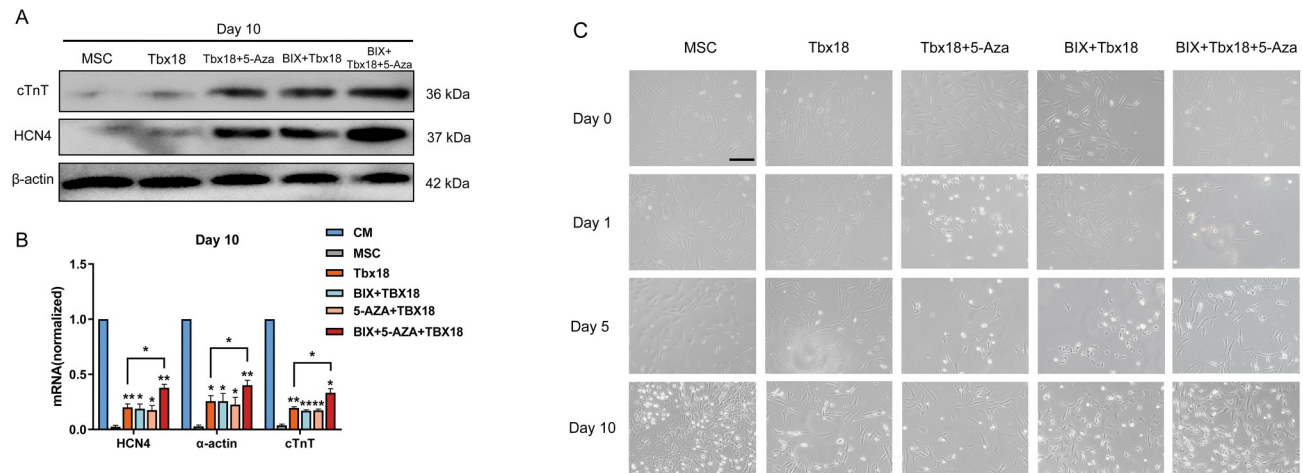 A
Day 10
MSC Tbx18 Tbx18+5-Aza BIX+Tbx18 BIX+
Tbx18+5-Aza
cTnT 36 kDa
HCN4 37 kDa
β-actin 42 kDa
B
Day 10
CM
MSC
Tbx18
BIX+TBX18
5-AZA+TBX18
BIX+5-AZA+TBX18
mRNA(normalized)
1.5
1.0
0.5
0.0
* * *
** * * ** * * * ** ** ** ** *
HCN4 α-actin cTnT
C
MSC Tbx18 Tbx18+5-Aza BIX+Tbx18 BIX+Tbx18+5-Aza
Day 0
Day 1
Day 5
Day 10